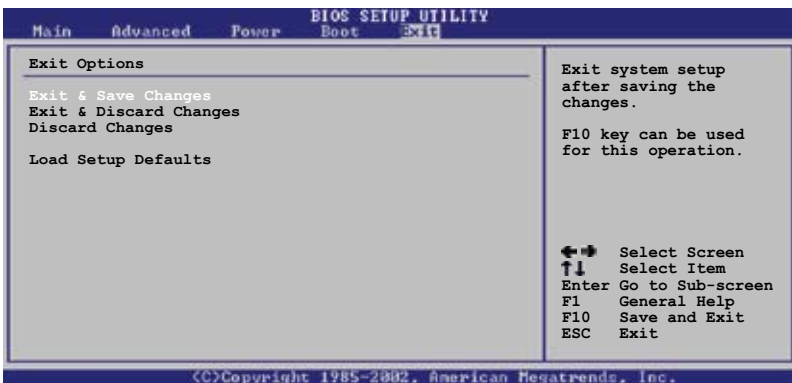 BIOS SETUP UTILITY
Main Advanced Power Boot Exit
Exit Options
Exit & Save Changes
Exit & Discard Changes
Discard Changes
Load Setup Defaults
Exit system setup
after saving the
changes.
F10 key can be used
for this operation.
Select Screen
↑↓ Select Item
Enter Go to Sub-screen
F1 General Help
F10 Save and Exit
ESC Exit
(C)Copyright 1985-2002, American Megatrends, Inc.